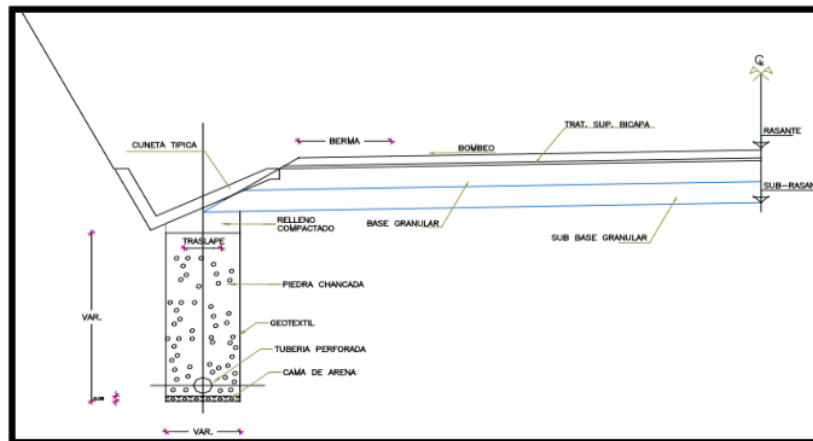 CL
TRAT. SUP. BICAPA
RASANTE
BERMA
BOMBEO
CUNETA TIPICA
SUB-RASAN
RELLENO
COMPACTADO
BASE GRANULAR
SUB BASE GRANULAR
TRASLAPE
PIEDRA CHANCADA
VAR.
GEOTEXTIL
TUBERIA PERFORADA
CAMA DE ARENA
VAR.